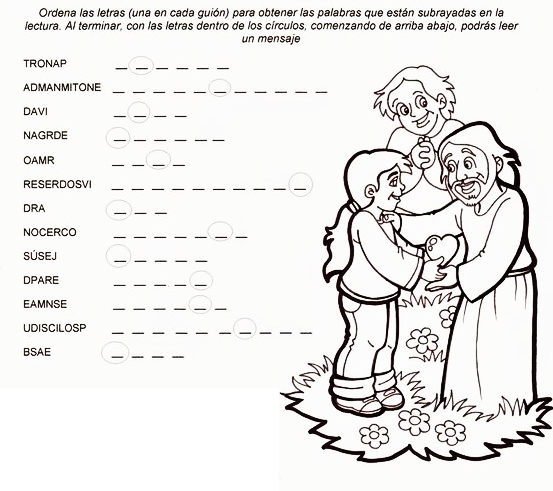 Ordena las letras (una en cada guión) para obtener las palabras que están subrayadas en la
lectura. Al terminar, con las letras dentro de los círculos, comenzando de arriba abajo, podrás leer
un mensaje
TRONAP
ADMANMITONE
DAVI
NAGRDE
OAMR
RESERDOSVI
DRA
NOCERCO
SÚSEJ
DPARE
EAMNSE
UDISCILOSP
BSAE